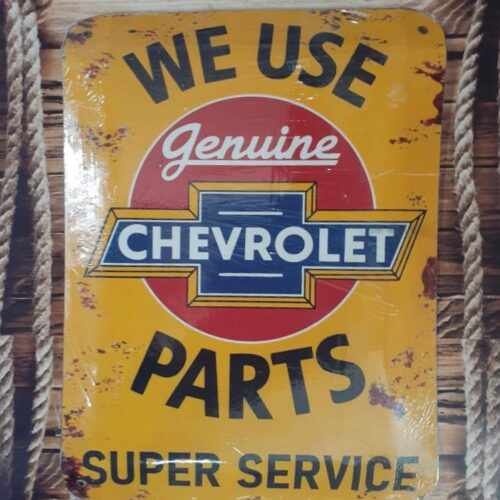 WE USE
Genuine
CHEVROLET
PARTS
SUPER SERVICE